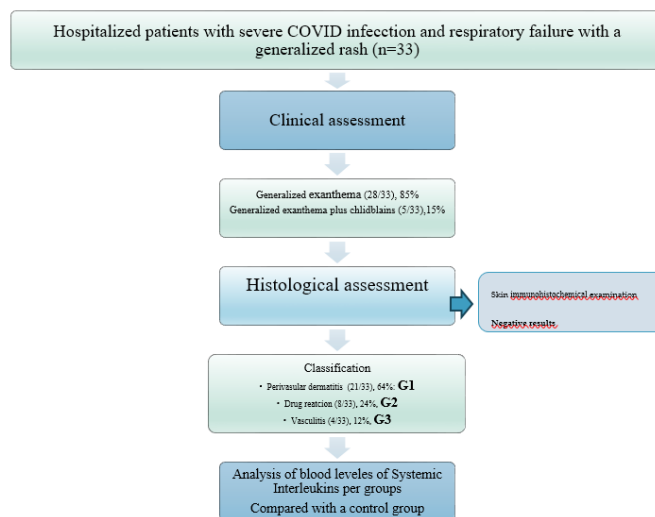 Hospitalized patients with severe COVID infection and respiratory failure with a
generalized rash (n=33)
Clinical assessment
Generalized exanthema (28/33), 85%
Generalized exanthema plus chlidblains (5/33),15%
Histological assessment
Skin immunohistochemical examination
Negative results.
Classification
• Perivasular dermatitis (21/33), 64%: G1
• Drug reatcion (8/33), 24%, G2
• Vasculitis (4/33), 12%, G3
Analysis of blood leveles of Systemic
Interleukins per groups
Compared with a control group